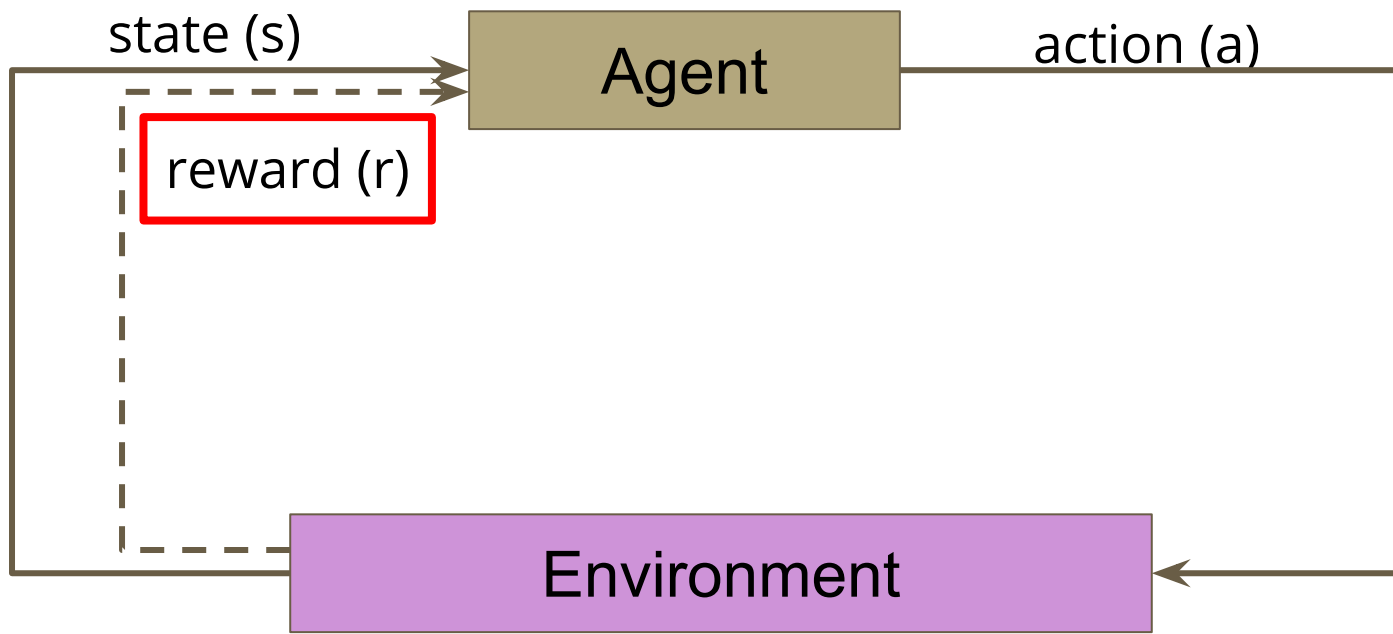 state (s)
Agent
action (a)
reward (r)
Environment